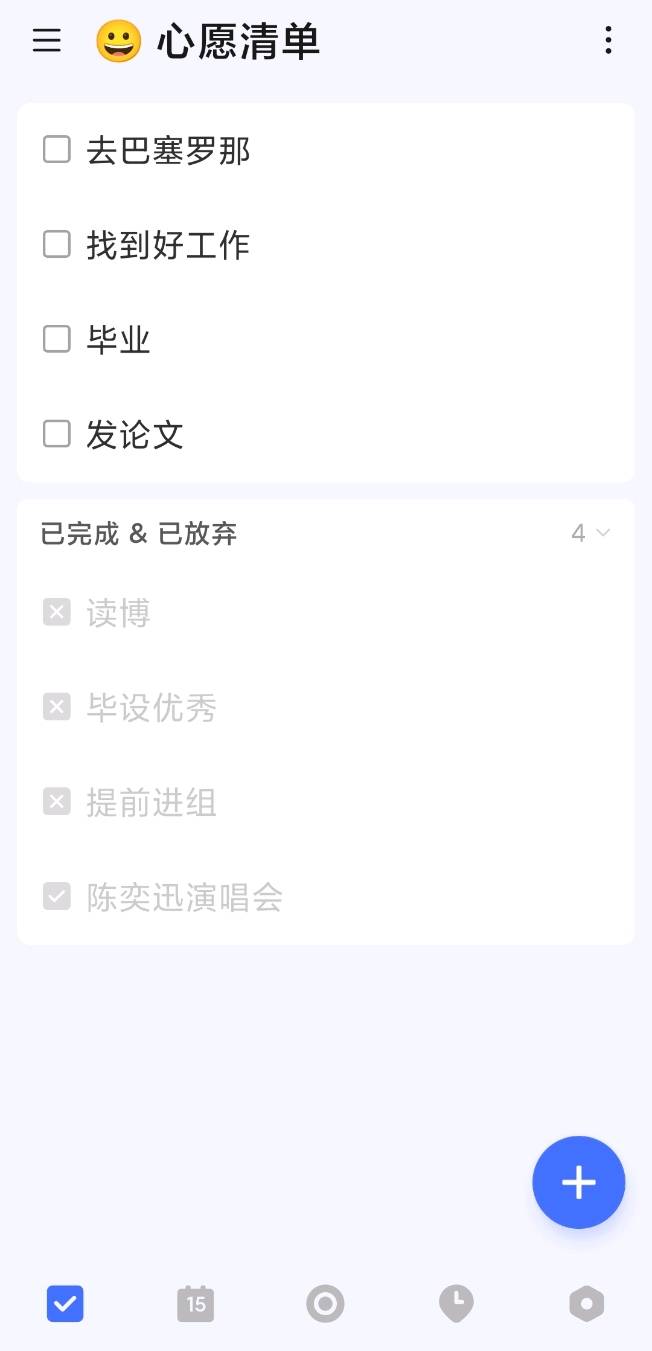 心愿清单
去巴塞罗那
找到好工作
毕业
发论文
已完成 & 已放弃 4
读博
毕设优秀
提前进组
陈奕迅演唱会
15